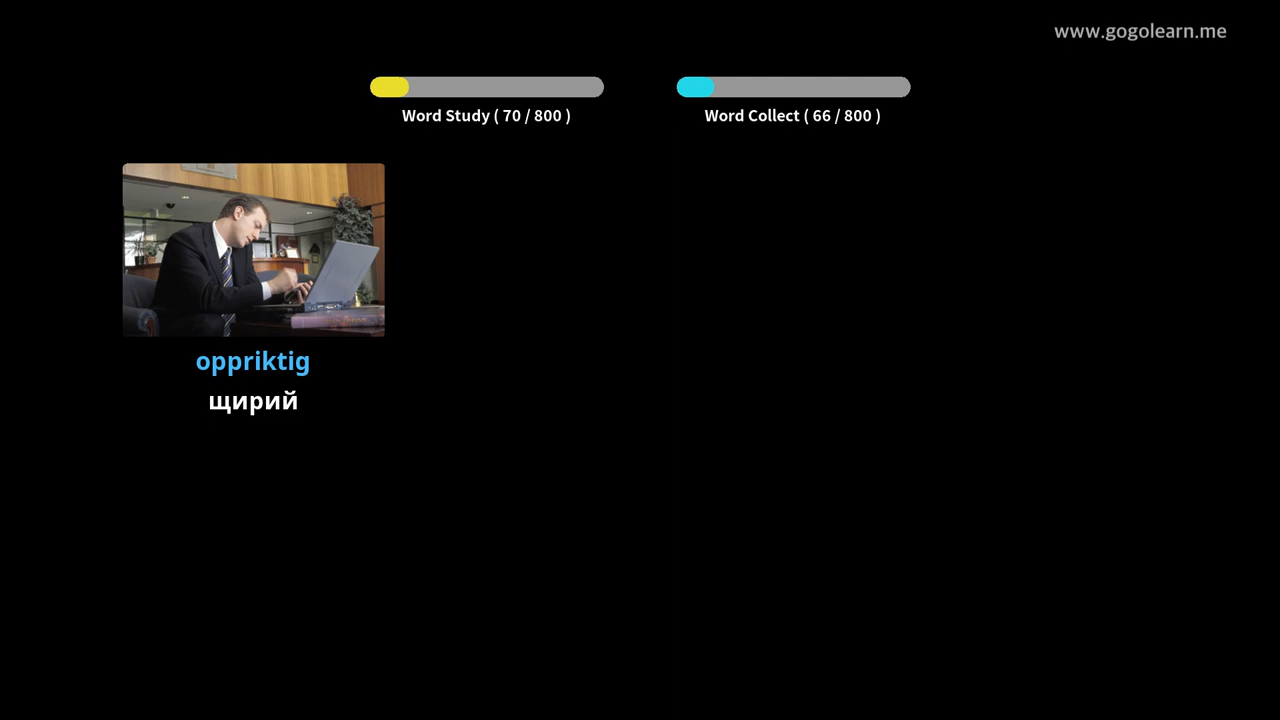 www.gogolearn.me
Word Study ( 70 / 800 )
Word Collect ( 66 / 800 )
oppriktig
щирий